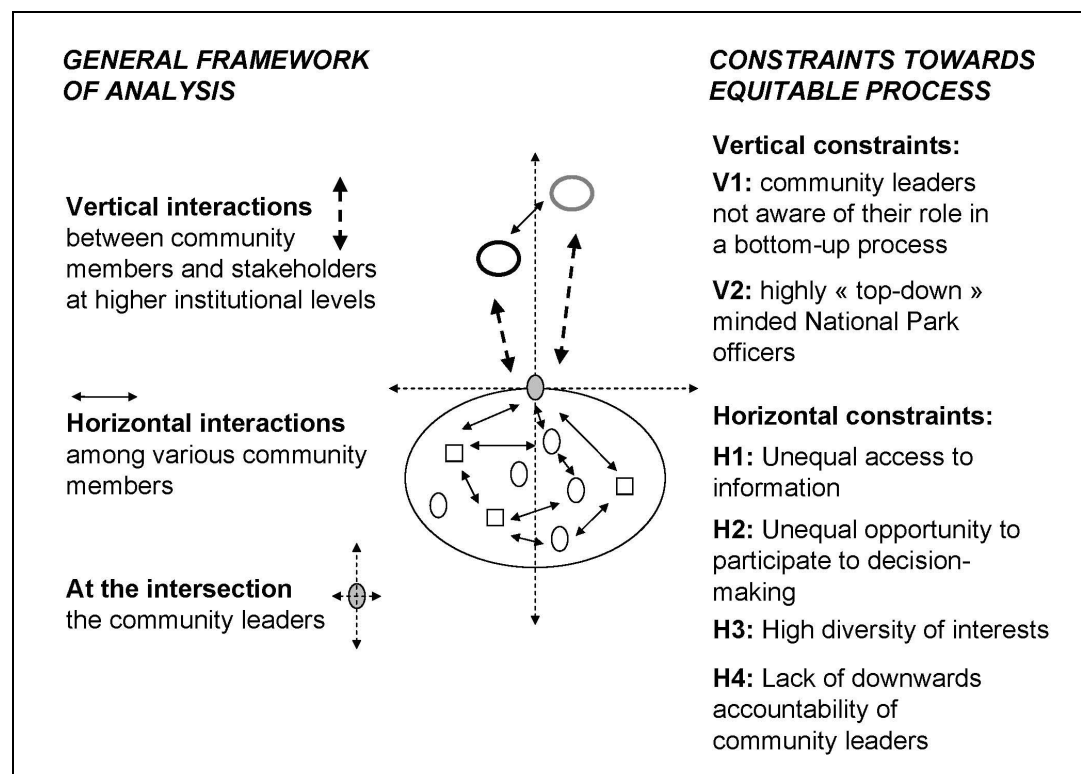 GENERAL FRAMEWORK
OF ANALYSIS
Vertical interactions
between community
members and stakeholders
at higher institutional levels
Horizontal interactions
among various community
members
At the intersection
the community leaders
CONSTRAINTS TOWARDS
EQUITABLE PROCESS
Vertical constraints:
V1: community leaders
not aware of their role in
a bottom-up process
V2: highly « top-down »
minded National Park
officers
Horizontal constraints:
H1: Unequal access to
information
H2: Unequal opportunity to
participate to decision-
making
H3: High diversity of interests
H4: Lack of downwards
accountability of
community leaders